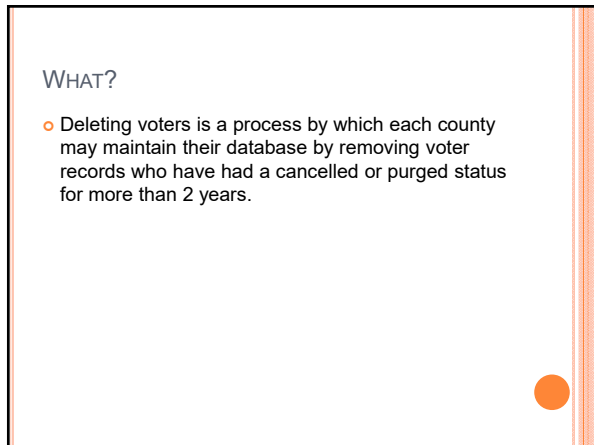 WHAT?
Deleting voters is a process by which each county
may maintain their database by removing voter
records who have had a cancelled or purged status
for more than 2 years.